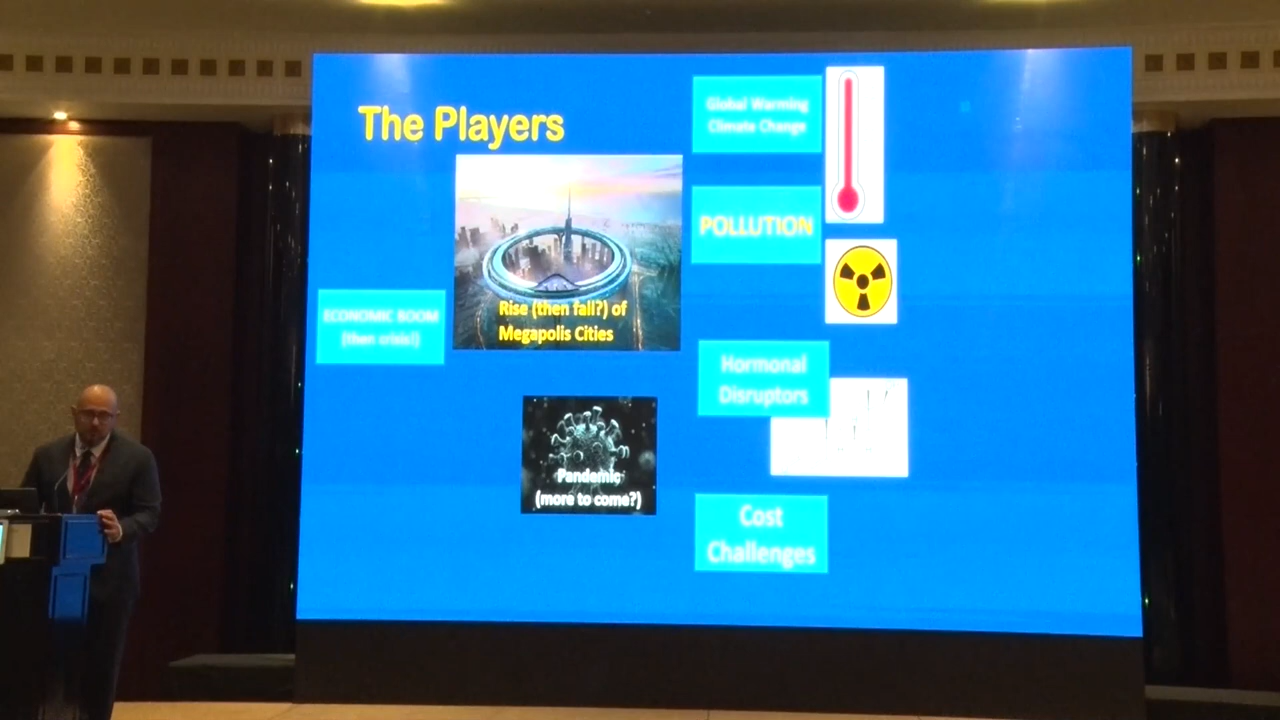 The Players
Global Warming
Climate Change
POLLUTION
Rise (then fall?) of
Megapolis Cities
ECONOMIC BOOM
(then crisis!)
Hormonal
Disruptors
Pandemic
(more to come?)
Cost
Challenges